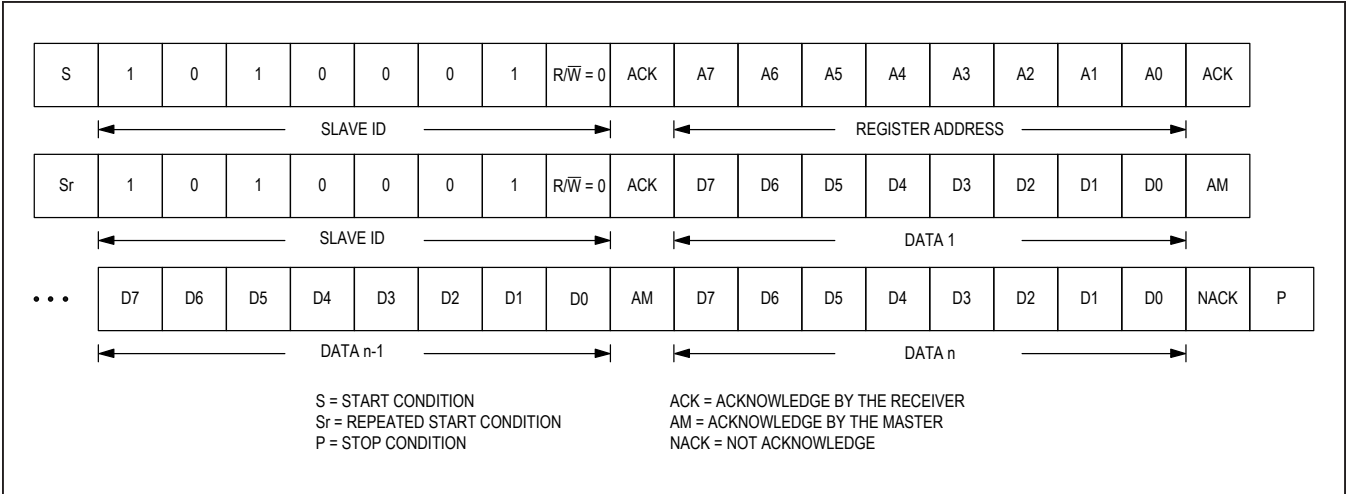 S 1 0 1 0 0 0 1 R/W̅ = 0 ACK A7 A6 A5 A4 A3 A2 A1 A0 ACK
SLAVE ID REGISTER ADDRESS
Sr 1 0 1 0 0 0 1 R/W̅ = 0 ACK D7 D6 D5 D4 D3 D2 D1 D0 AM
SLAVE ID DATA 1
• • • D7 D6 D5 D4 D3 D2 D1 D0 AM D7 D6 D5 D4 D3 D2 D1 D0 NACK P
DATA n-1 DATA n
S = START CONDITION
Sr = REPEATED START CONDITION
P = STOP CONDITION
ACK = ACKNOWLEDGE BY THE RECEIVER
AM = ACKNOWLEDGE BY THE MASTER
NACK = NOT ACKNOWLEDGE